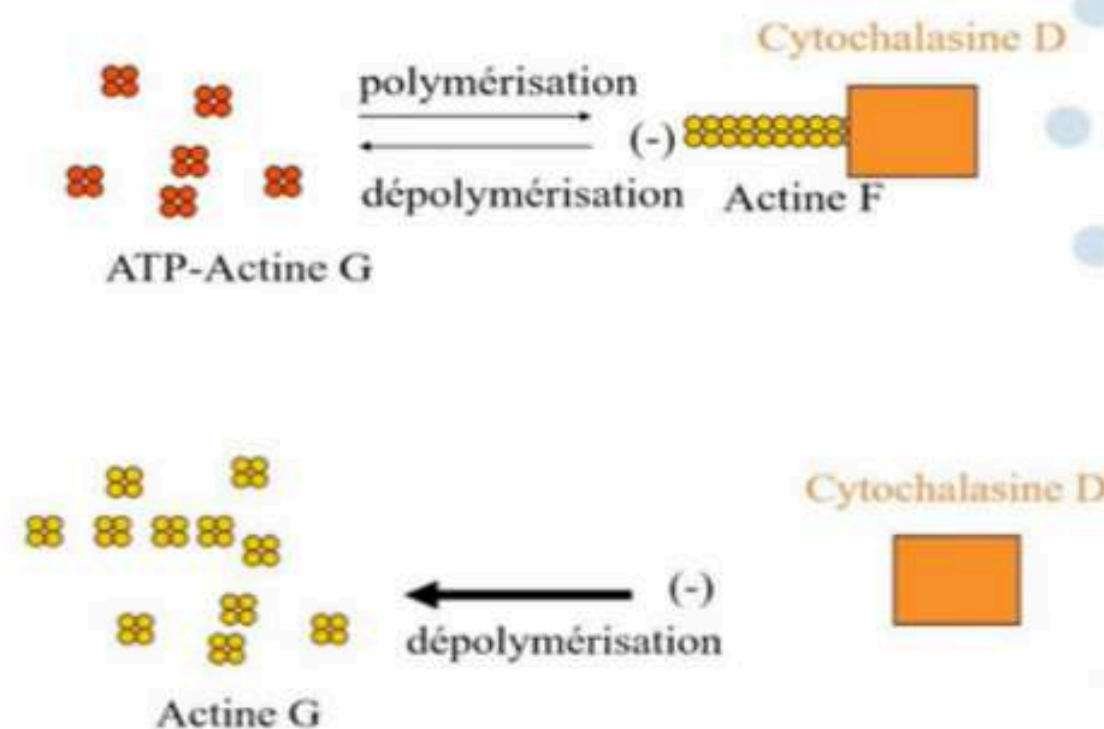 Cytochalasine D
polymérisation
(-)
dépolymérisation
Actine F
ATP-Actine G
Cytochalasine D
(-)
dépolymérisation
Actine G